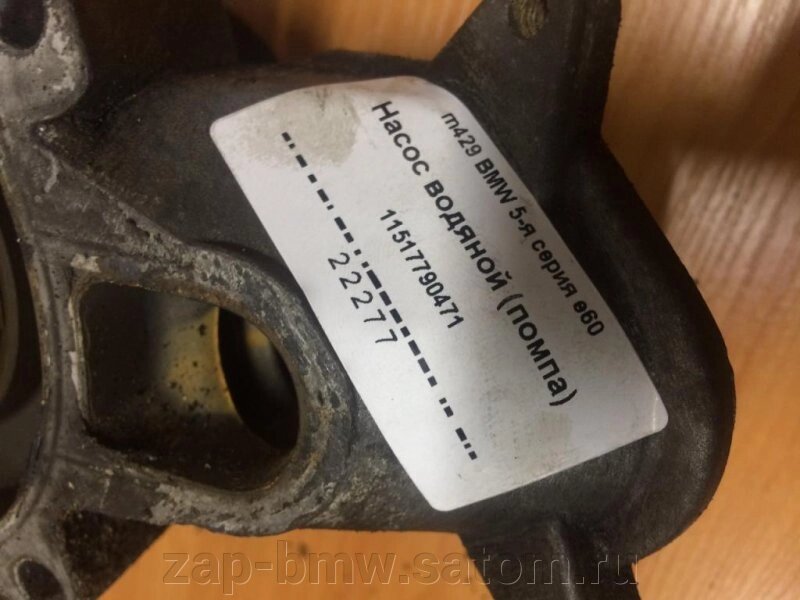 m429 BMW 5-я серия e60
Насос водяной (помпа)
11517790471
22277
zap-bmw.satom.ru